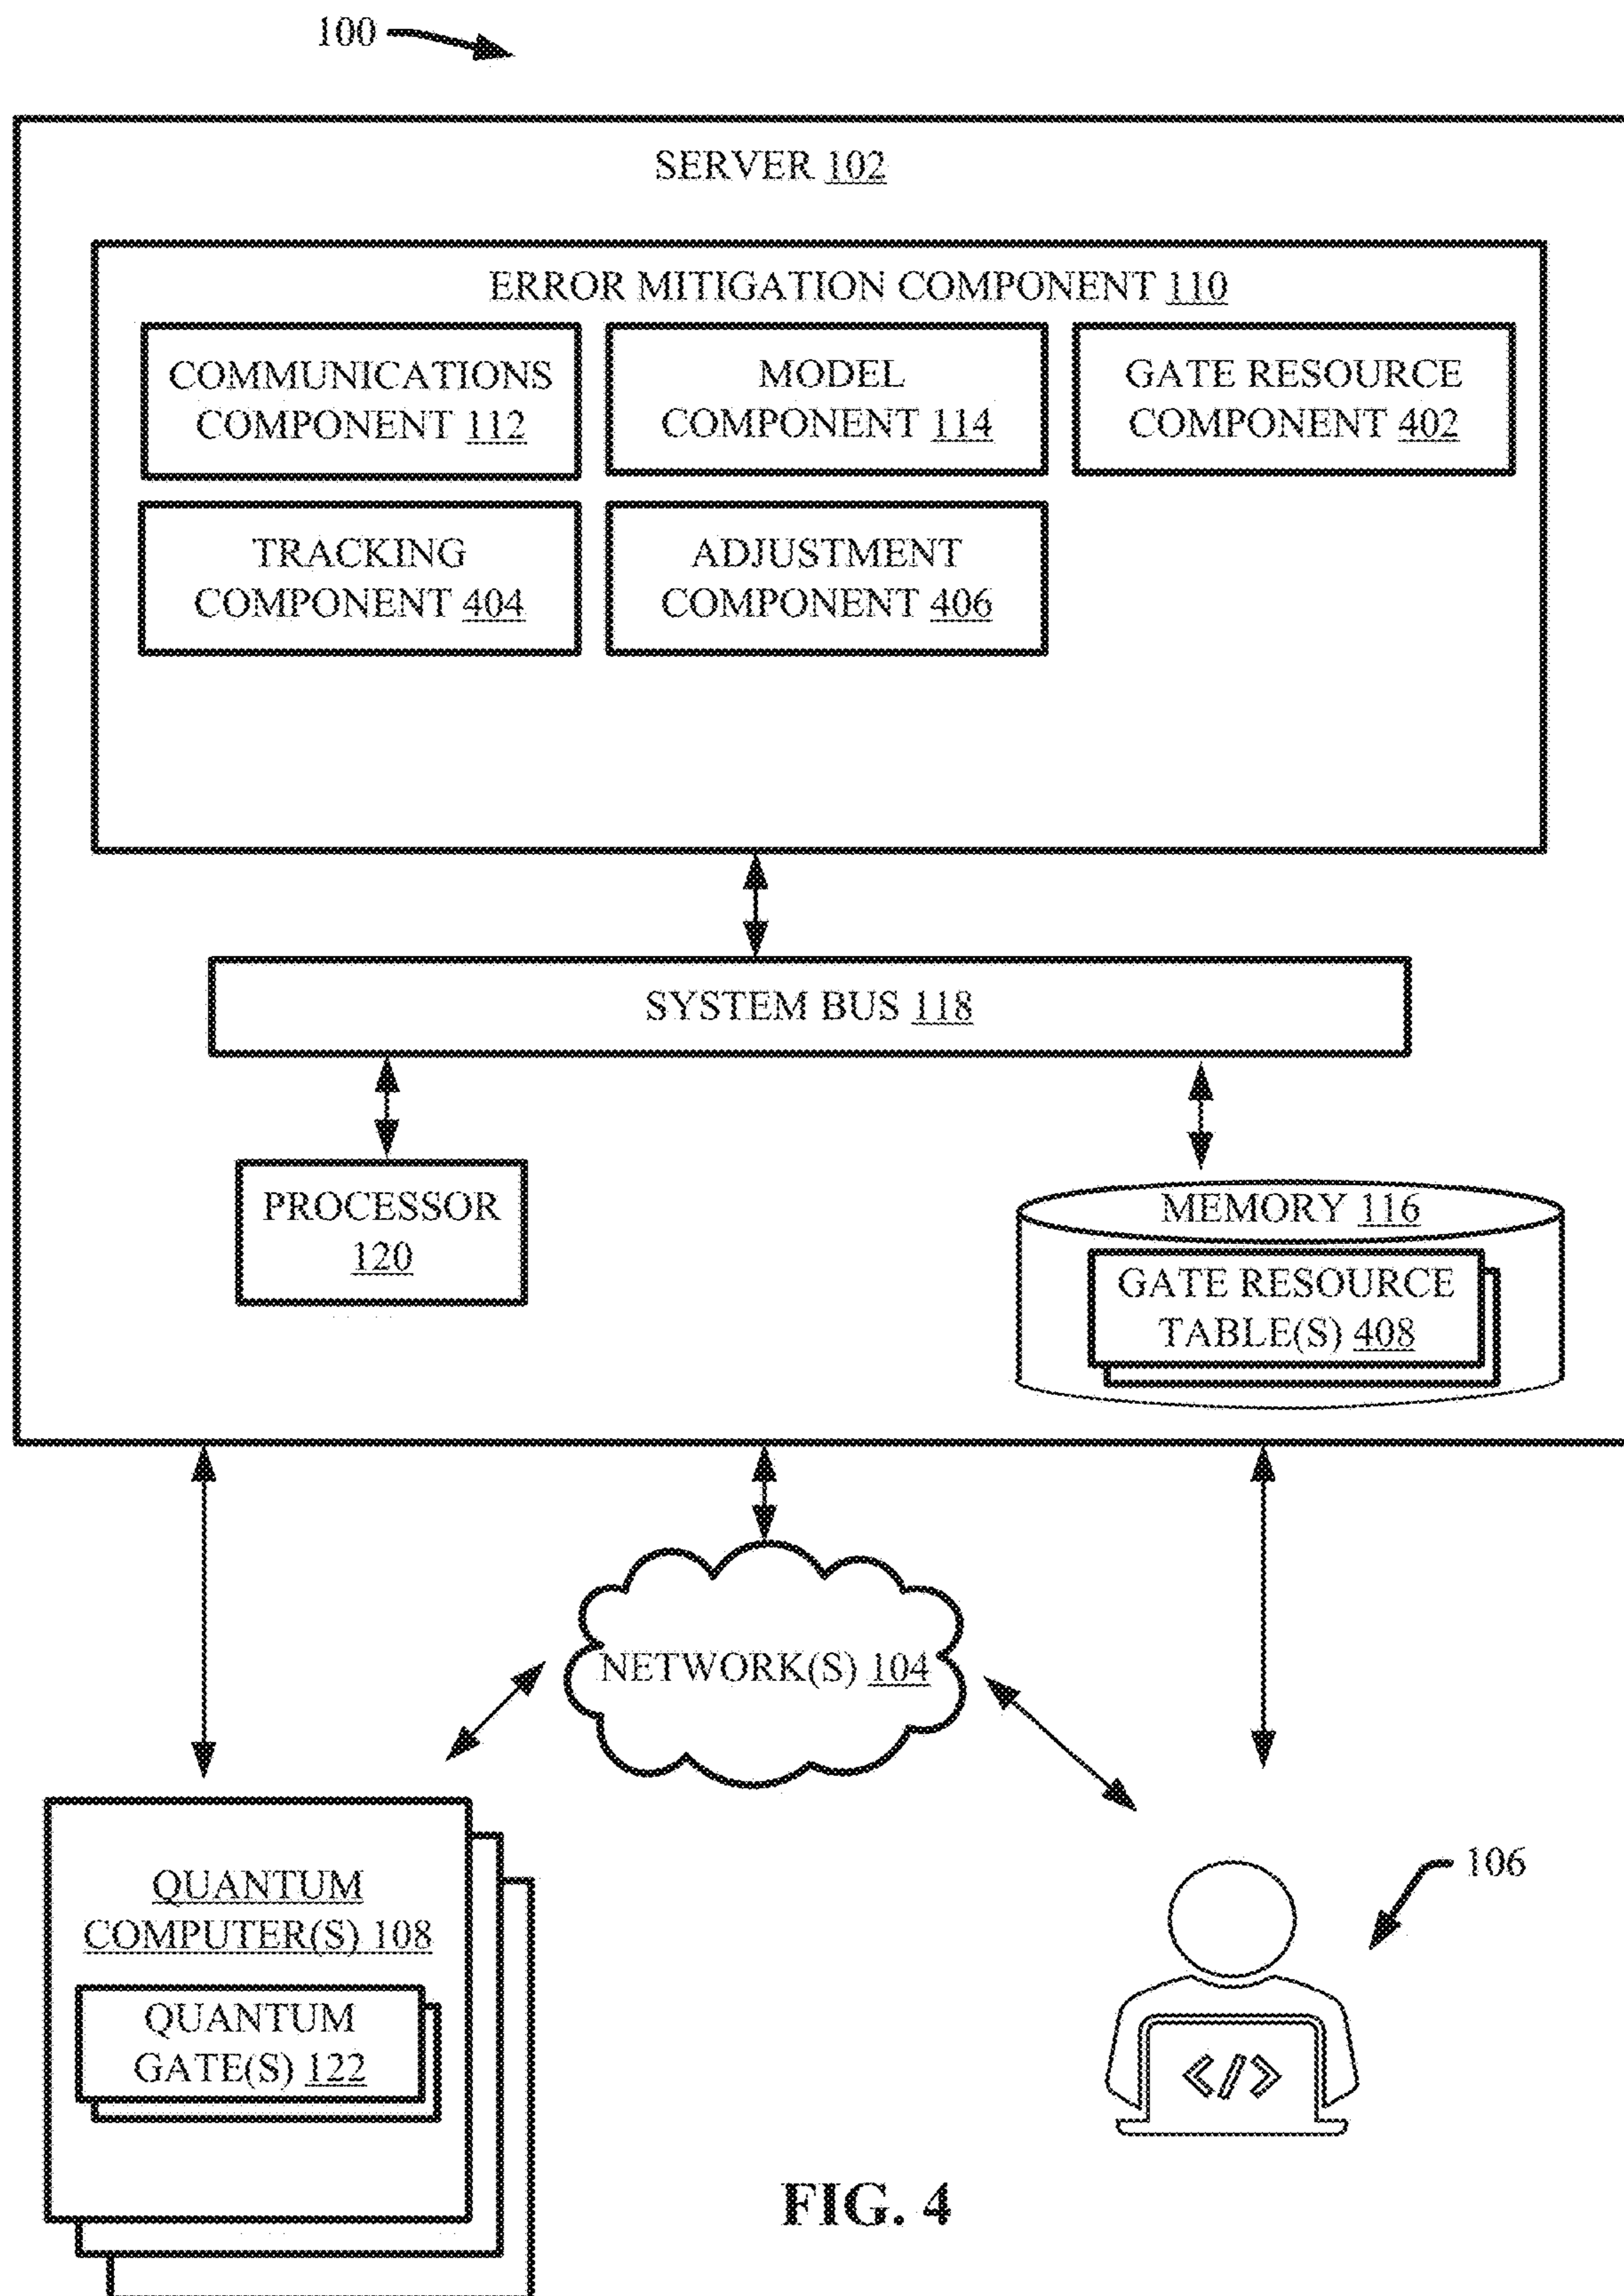 100
SERVER 102
ERROR MITIGATION COMPONENT 110
COMMUNICATIONS
COMPONENT 112
MODEL
COMPONENT 114
GATE RESOURCE
COMPONENT 402
TRACKING
COMPONENT 404
ADJUSTMENT
COMPONENT 406
SYSTEM BUS 118
PROCESSOR
120
MEMORY 116
GATE RESOURCE
TABLE(S) 408
NETWORK(S) 104
QUANTUM
COMPUTER(S) 108
QUANTUM
GATE(S) 122
106
</>
FIG. 4